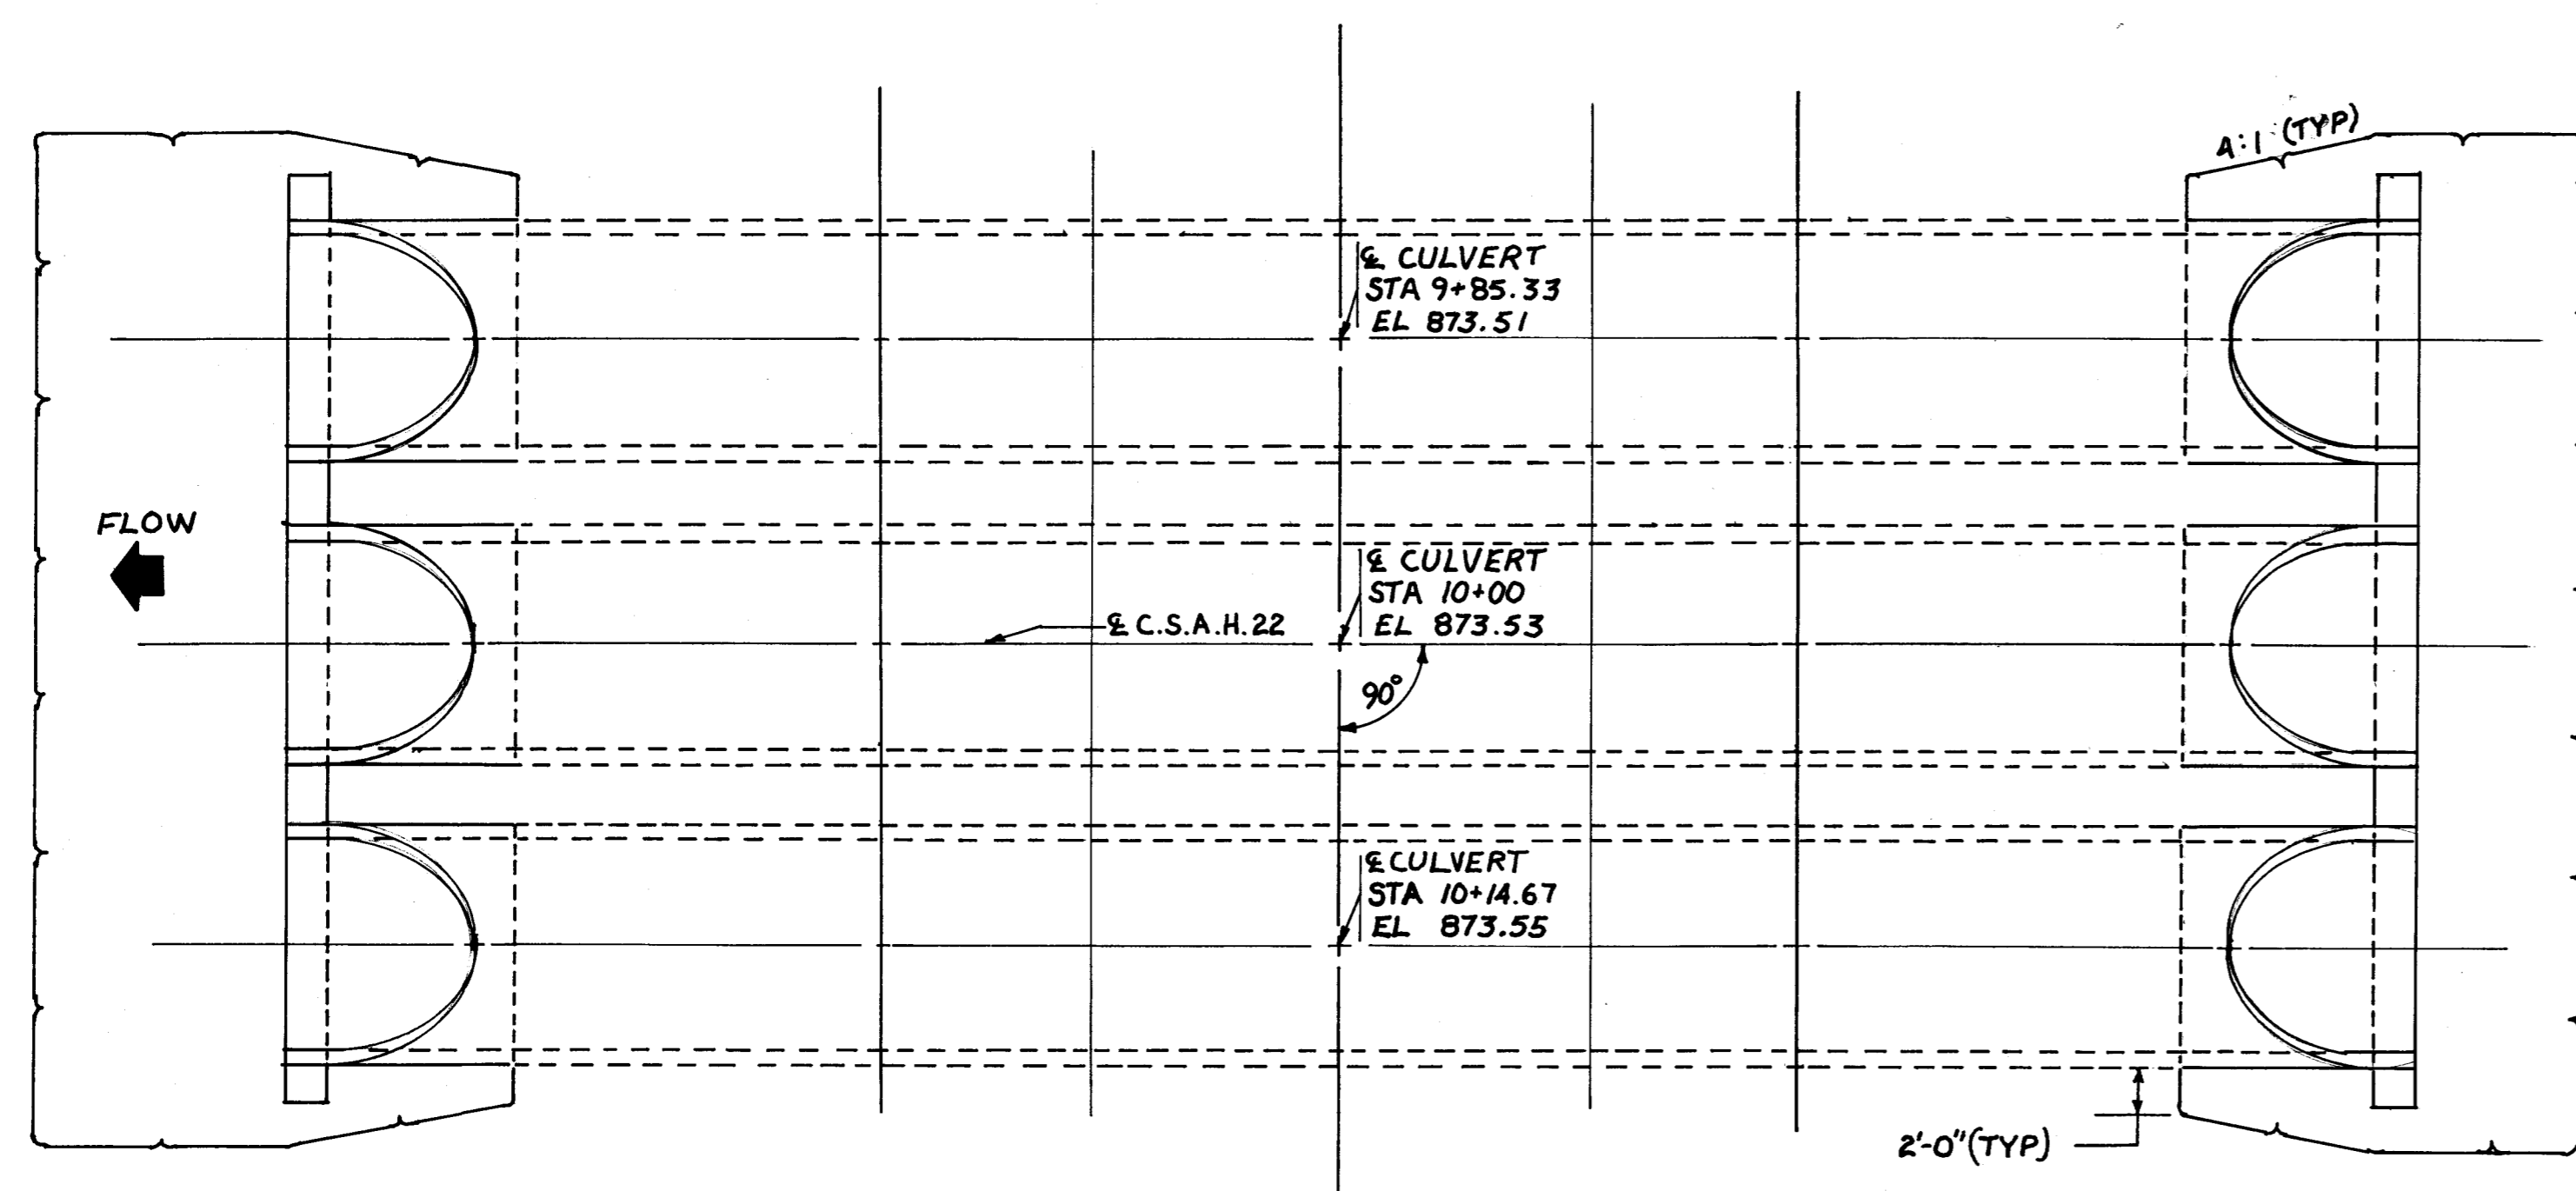 4:1 (TYP)
℄ CULVERT
STA 9+85.33
EL 873.51
FLOW
℄ CULVERT
STA 10+00
EL 873.53
℄ C.S.A.H. 22
90°
℄ CULVERT
STA 10+14.67
EL 873.55
2'-0" (TYP)